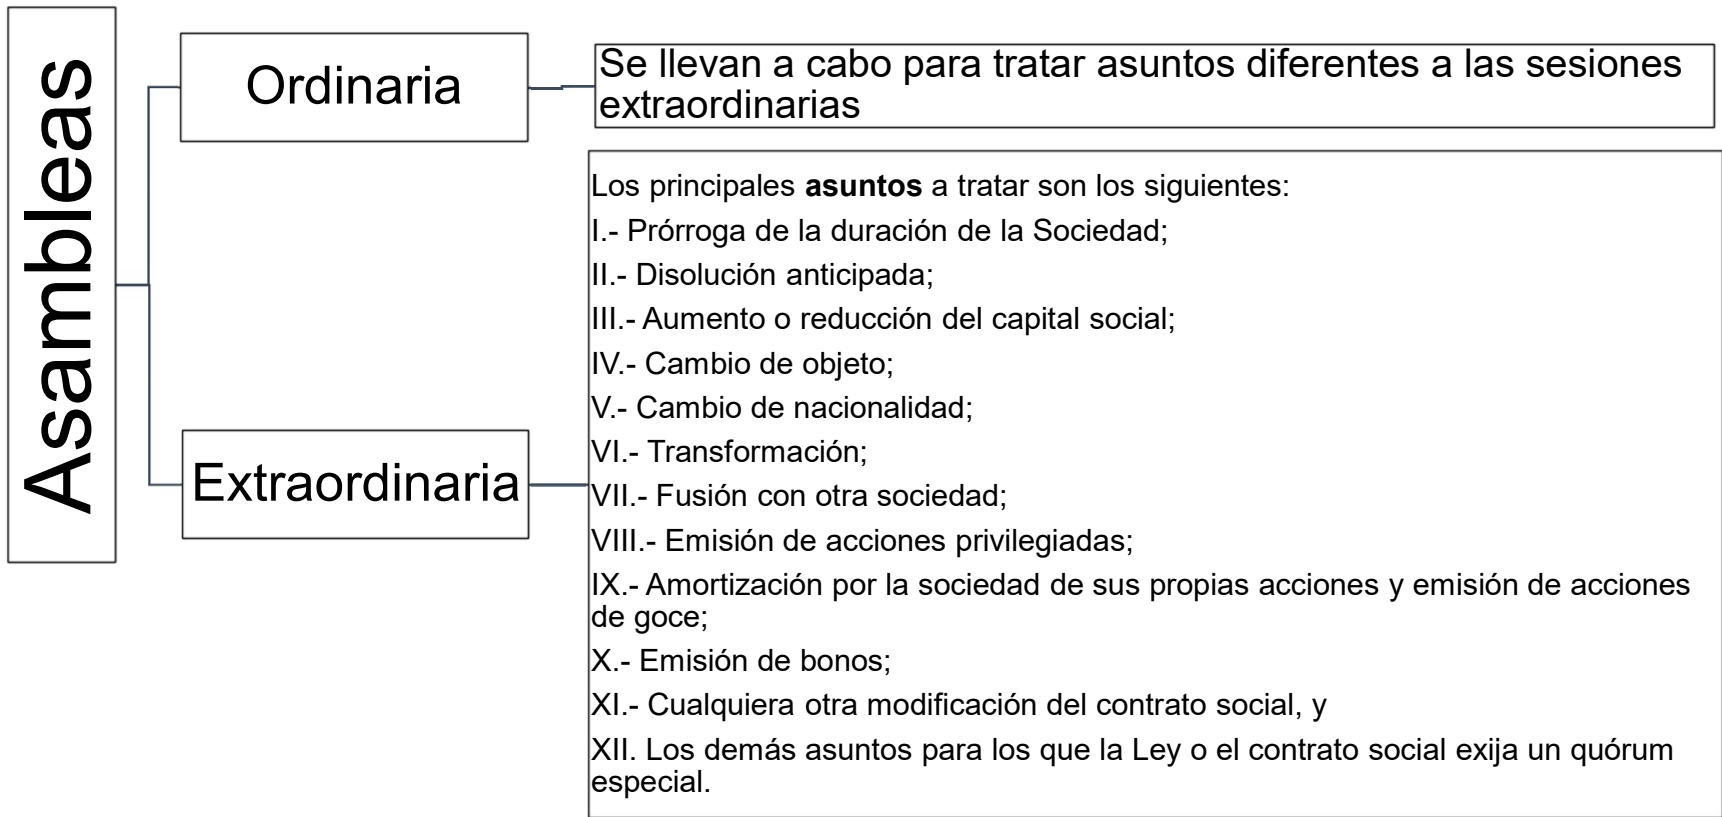 Asambleas
Ordinaria
Se llevan a cabo para tratar asuntos diferentes a las sesiones
extraordinarias
Extraordinaria
Los principales asuntos a tratar son los siguientes:
I.- Prórroga de la duración de la Sociedad;
II.- Disolución anticipada;
III.- Aumento o reducción del capital social;
IV.- Cambio de objeto;
V.- Cambio de nacionalidad;
VI.- Transformación;
VII.- Fusión con otra sociedad;
VIII.- Emisión de acciones privilegiadas;
IX.- Amortización por la sociedad de sus propias acciones y emisión de acciones
de goce;
X.- Emisión de bonos;
XI.- Cualquiera otra modificación del contrato social, y
XII. Los demás asuntos para los que la Ley o el contrato social exija un quórum
especial.